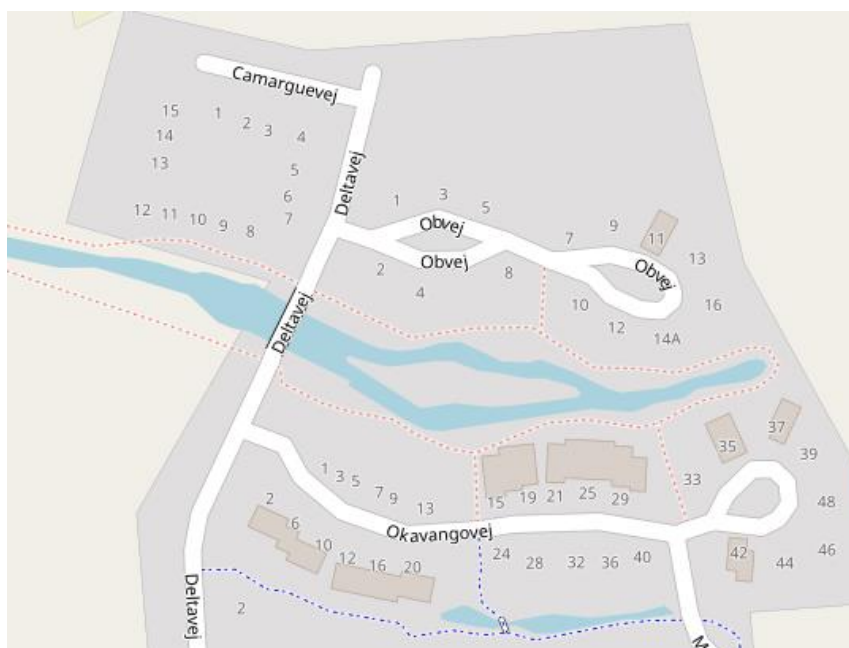 Camarguevej
15 1 2 3 4
14
13 5
6
12 11 10 9 8 7
Deltavej
1 3 5
Obvej
7 9 11
13
2 Obvej 8
4
Obvej
10 16
12 14A
Deltavej
37
35
39
1 3 5 33
7 9 13 15 19 21 25 29
48
2
6
Okavangovej
10
12 16 20 24 28 32 36 40 42 44 46
Deltavej
2
M